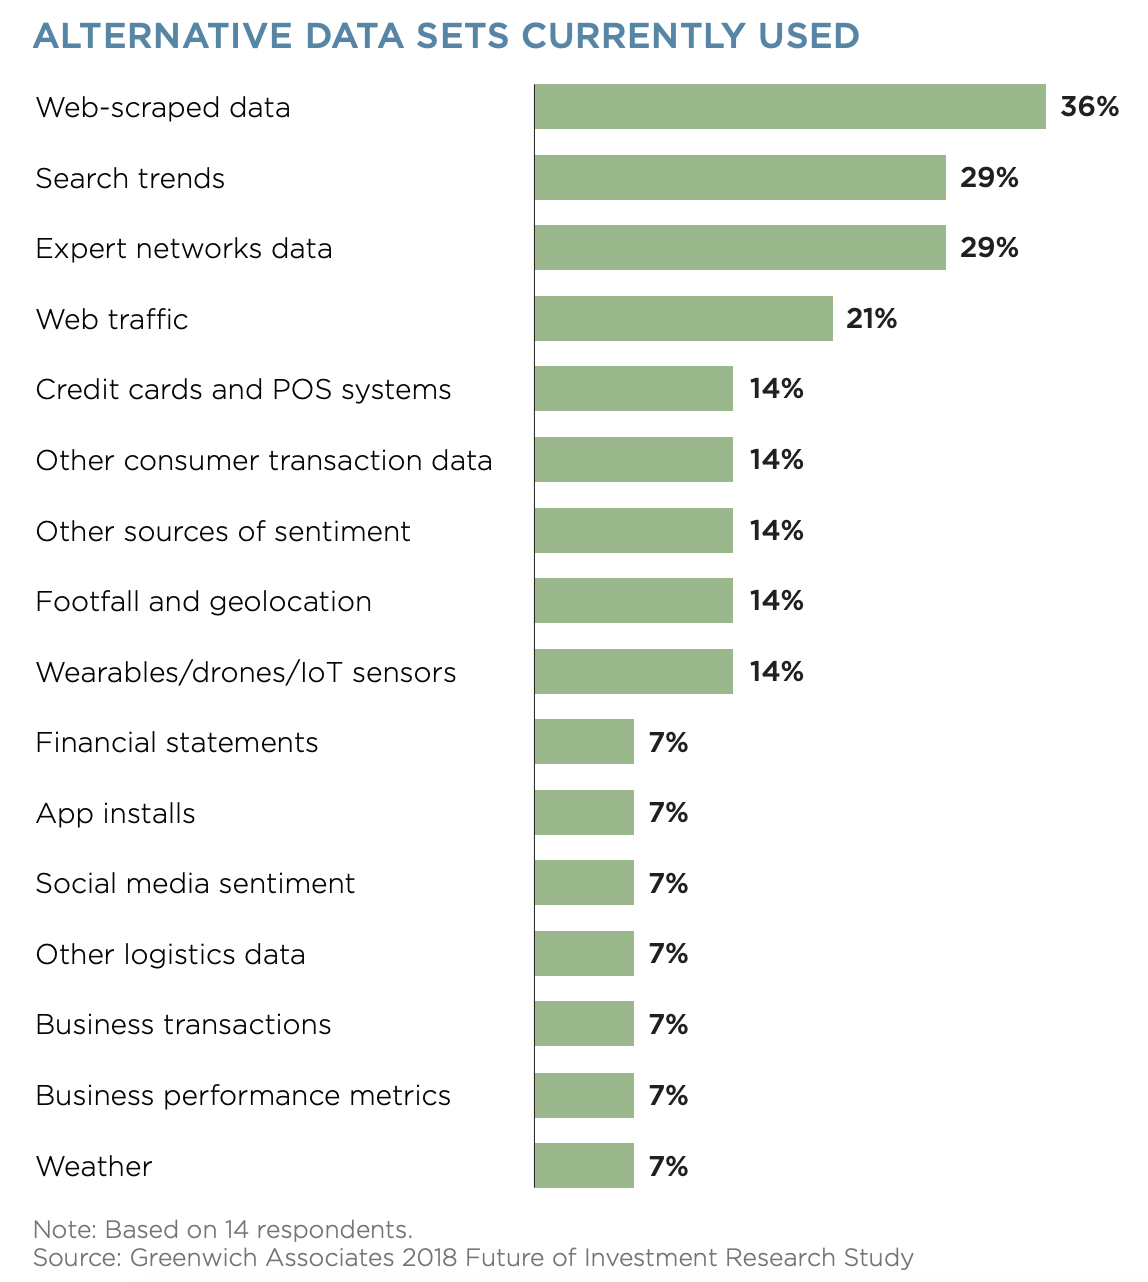 ALTERNATIVE DATA SETS CURRENTLY USED
Web-scraped data 36%
Search trends 29%
Expert networks data 29%
Web traffic 21%
Credit cards and POS systems 14%
Other consumer transaction data 14%
Other sources of sentiment 14%
Footfall and geolocation 14%
Wearables/drones/IoT sensors 14%
Financial statements 7%
App installs 7%
Social media sentiment 7%
Other logistics data 7%
Business transactions 7%
Business performance metrics 7%
Weather 7%
Note: Based on 14 respondents.
Source: Greenwich Associates 2018 Future of Investment Research Study